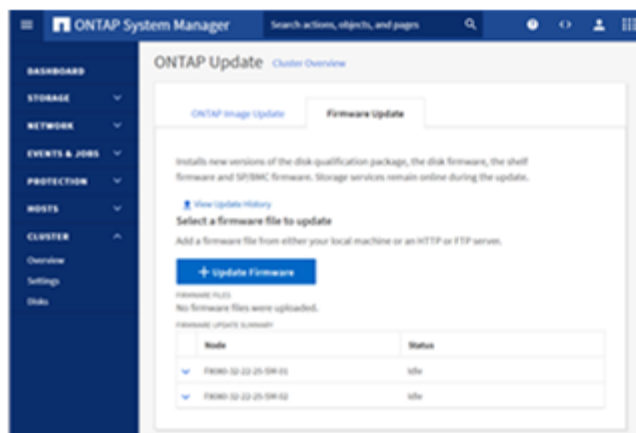 ONTAP System Manager
Search actions, objects, and pages
DASHBOARD
STORAGE
NETWORK
EVENTS & JOBS
PROTECTION
HOSTS
CLUSTER
Overview
Settings
Disks
ONTAP Update Cluster Overview
ONTAP Image Update
Firmware Update
Installs new versions of the disk qualification package, the disk firmware, the shelf
firmware and SP/BMC firmware. Storage services remain online during the update.
View Update History
Select a firmware file to update
Add a firmware file from either your local machine or an HTTP or FTP server.
+ Update Firmware
FIRMWARE FILES
No firmware files were uploaded.
FIRMWARE UPDATE SUMMARY
Node Status
Idle
Idle